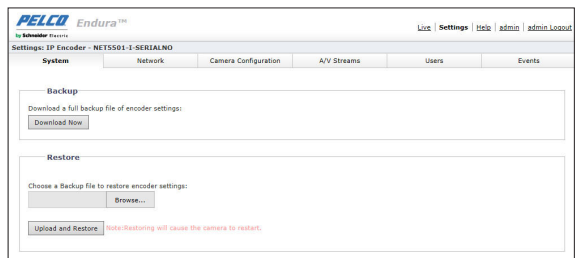 PELCO Endura™
by Schneider Electric
Live | Settings | Help | admin | admin Logout
Settings: IP Encoder - NET5501-I-SERIALNO
System Network Camera Configuration A/V Streams Users Events
Backup
Download a full backup file of encoder settings:
Download Now
Restore
Choose a Backup file to restore encoder settings:
Browse...
Upload and Restore Note:Restoring will cause the camera to restart.